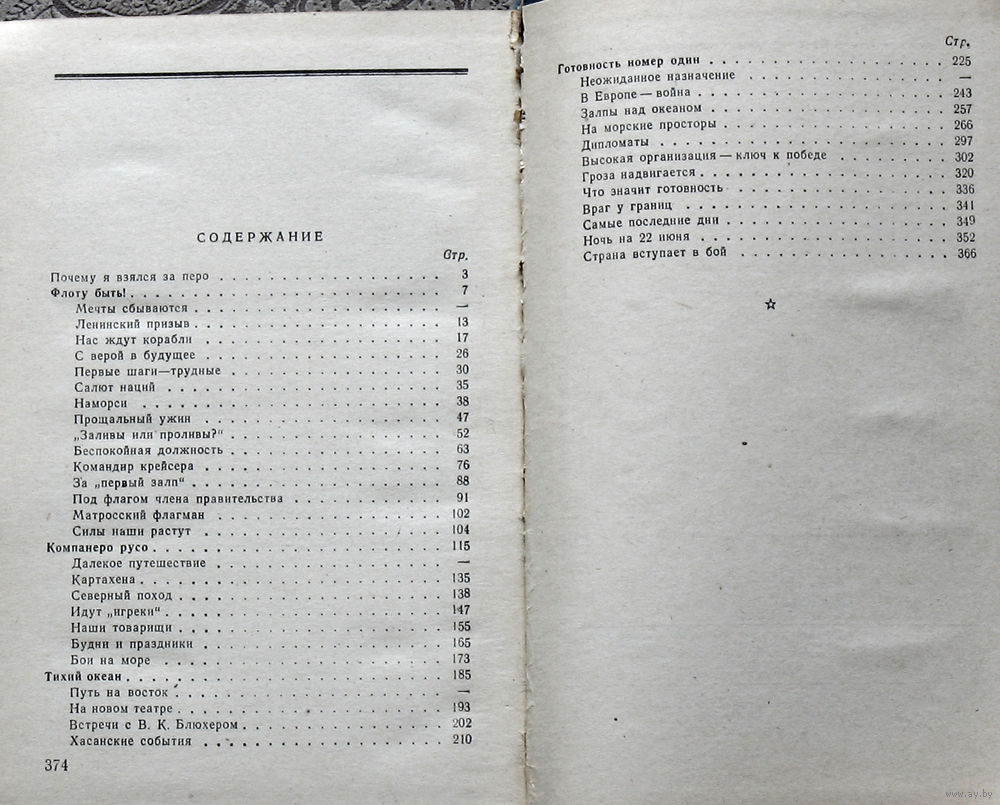 СОДЕРЖАНИЕ
Стр.
Почему я взялся за перо . . . . . . . . . . . . . . 3
Флоту быть! . . . . . . . . . . . . . . 7
Мечты сбываются . . . . . . . . . . . . . . —
Ленинский призыв . . . . . . . . . . . . . . 13
Нас ждут корабли . . . . . . . . . . . . . . 17
С верой в будущее . . . . . . . . . . . . . . 26
Первые шаги—трудные . . . . . . . . . . . . . . 30
Салют наций . . . . . . . . . . . . . . 35
Наморси . . . . . . . . . . . . . . 38
Прощальный ужин . . . . . . . . . . . . . . 47
„Заливы или проливы?“ . . . . . . . . . . . . . . 52
Беспокойная должность . . . . . . . . . . . . . . 63
Командир крейсера . . . . . . . . . . . . . . 76
За „первый залп“ . . . . . . . . . . . . . . 88
Под флагом члена правительства . . . . . . . . . . 91
Матросский флагман . . . . . . . . . . . . . . 102
Силы наши растут . . . . . . . . . . . . . . 104
Компанеро русо . . . . . . . . . . . . . . 115
Далекое путешествие . . . . . . . . . . . . . . —
Картахена . . . . . . . . . . . . . . 135
Северный поход . . . . . . . . . . . . . . 138
Идут „игреки“ . . . . . . . . . . . . . . 147
Наши товарищи . . . . . . . . . . . . . . 155
Будни и праздники . . . . . . . . . . . . . . 165
Бои на море . . . . . . . . . . . . . . 173
Тихий океан . . . . . . . . . . . . . . 185
Путь на восток . . . . . . . . . . . . . . —
На новом театре . . . . . . . . . . . . . . 193
Встречи с В. К. Блюхером . . . . . . . . . . . . . 202
Хасанские события . . . . . . . . . . . . . . 210
374
Стр.
Готовность номер один . . . . . . . . . . . . . . 225
Неожиданное назначение . . . . . . . . . . . . . . —
В Европе — война . . . . . . . . . . . . . . 243
Залпы над океаном . . . . . . . . . . . . . . 257
На морские просторы . . . . . . . . . . . . . . 266
Дипломаты . . . . . . . . . . . . . . 297
Высокая организация — ключ к победе . . . . . . . . 302
Гроза надвигается . . . . . . . . . . . . . . 320
Что значит готовность . . . . . . . . . . . . . . 336
Враг у границ . . . . . . . . . . . . . . 341
Самые последние дни . . . . . . . . . . . . . . 349
Ночь на 22 июня . . . . . . . . . . . . . . 352
Страна вступает в бой . . . . . . . . . . . . . . 366
www.ay.by